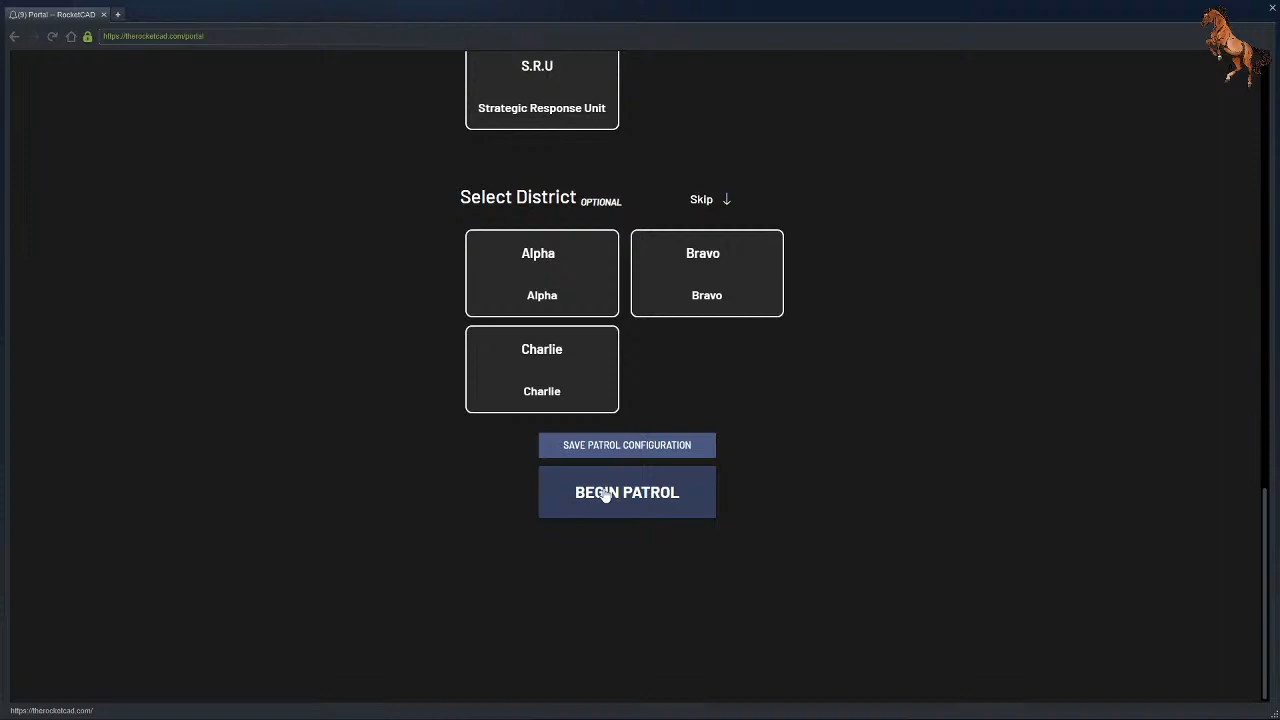 (9) Portal — RocketCAD
https://therocketcad.com/portal
S.R.U
Strategic Response Unit
Select District OPTIONAL
Skip ↓
Alpha
Alpha
Bravo
Bravo
Charlie
Charlie
SAVE PATROL CONFIGURATION
BEGIN PATROL
https://therocketcad.com/